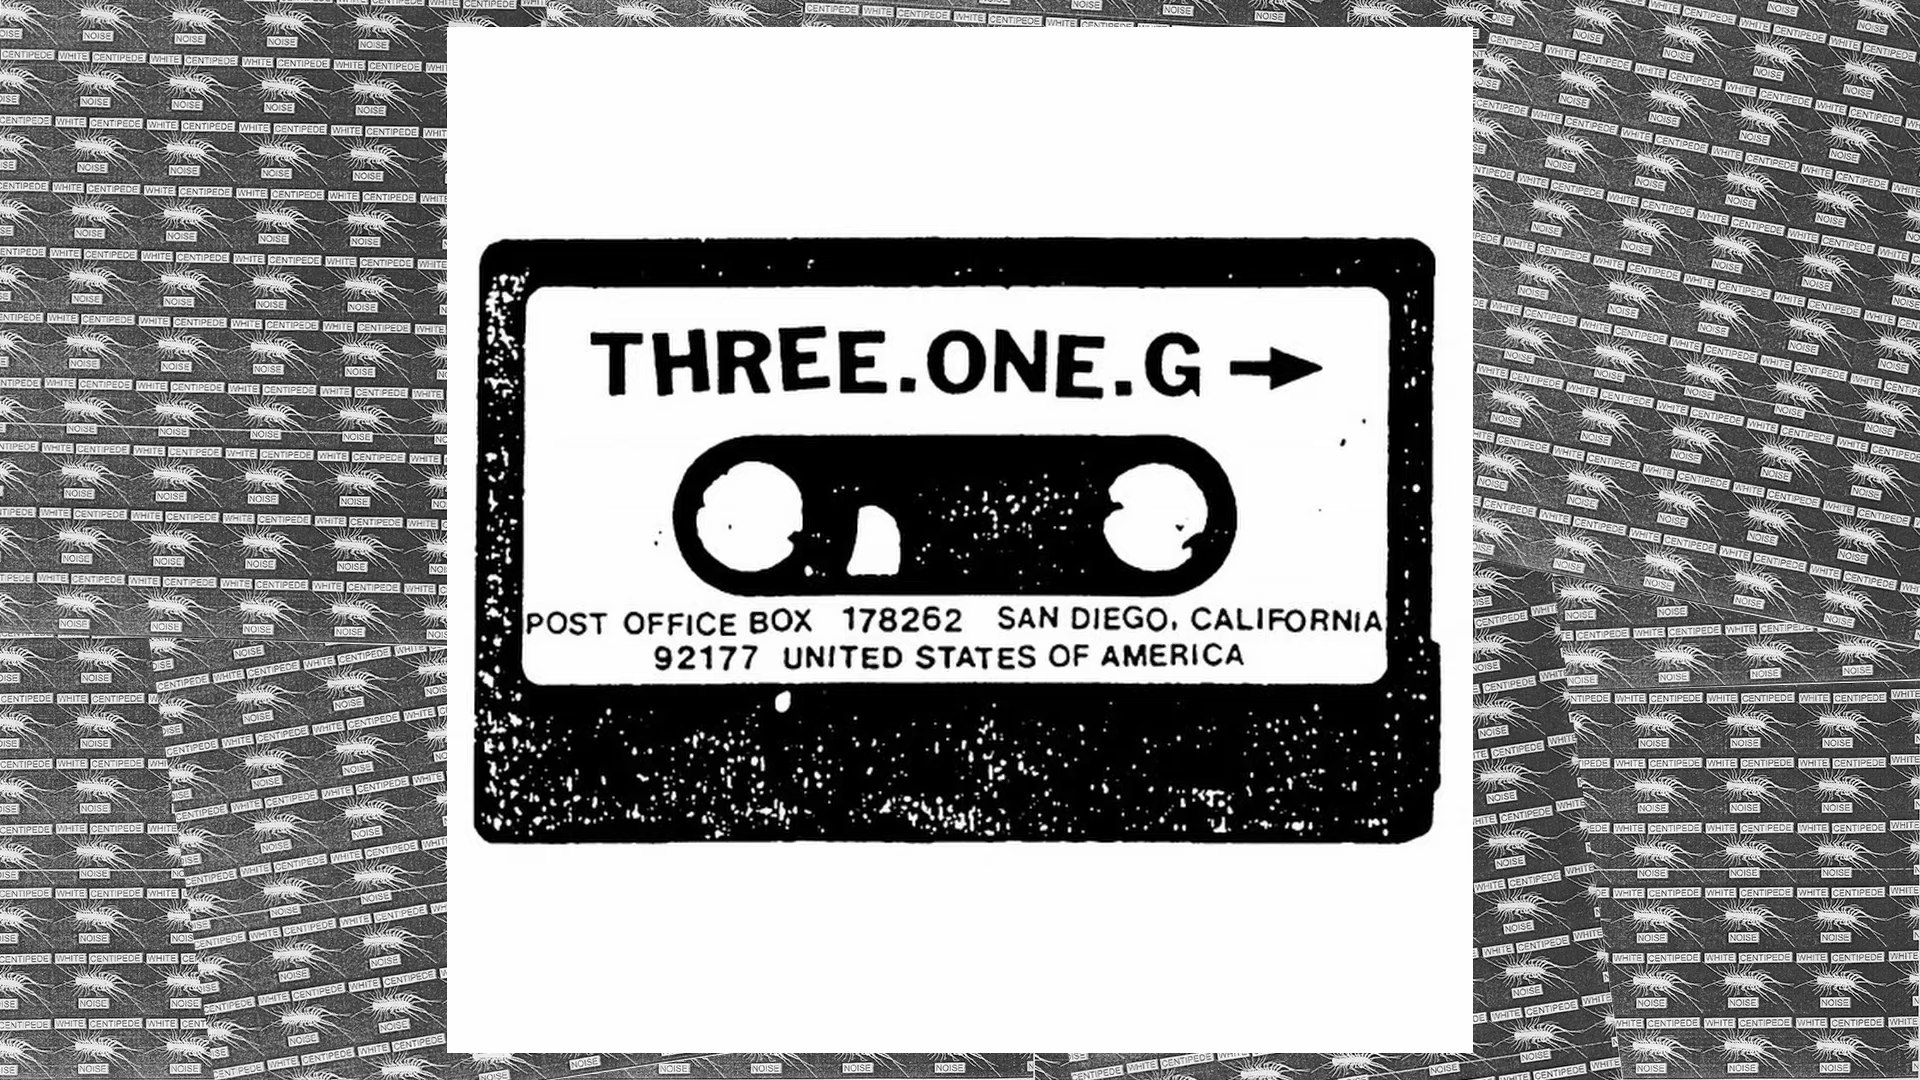 THREE.ONE.G
POST OFFICE BOX 178262 SAN DIEGO, CALIFORNIA
92177 UNITED STATES OF AMERICA
WHITE CENTIPEDE
NOISE